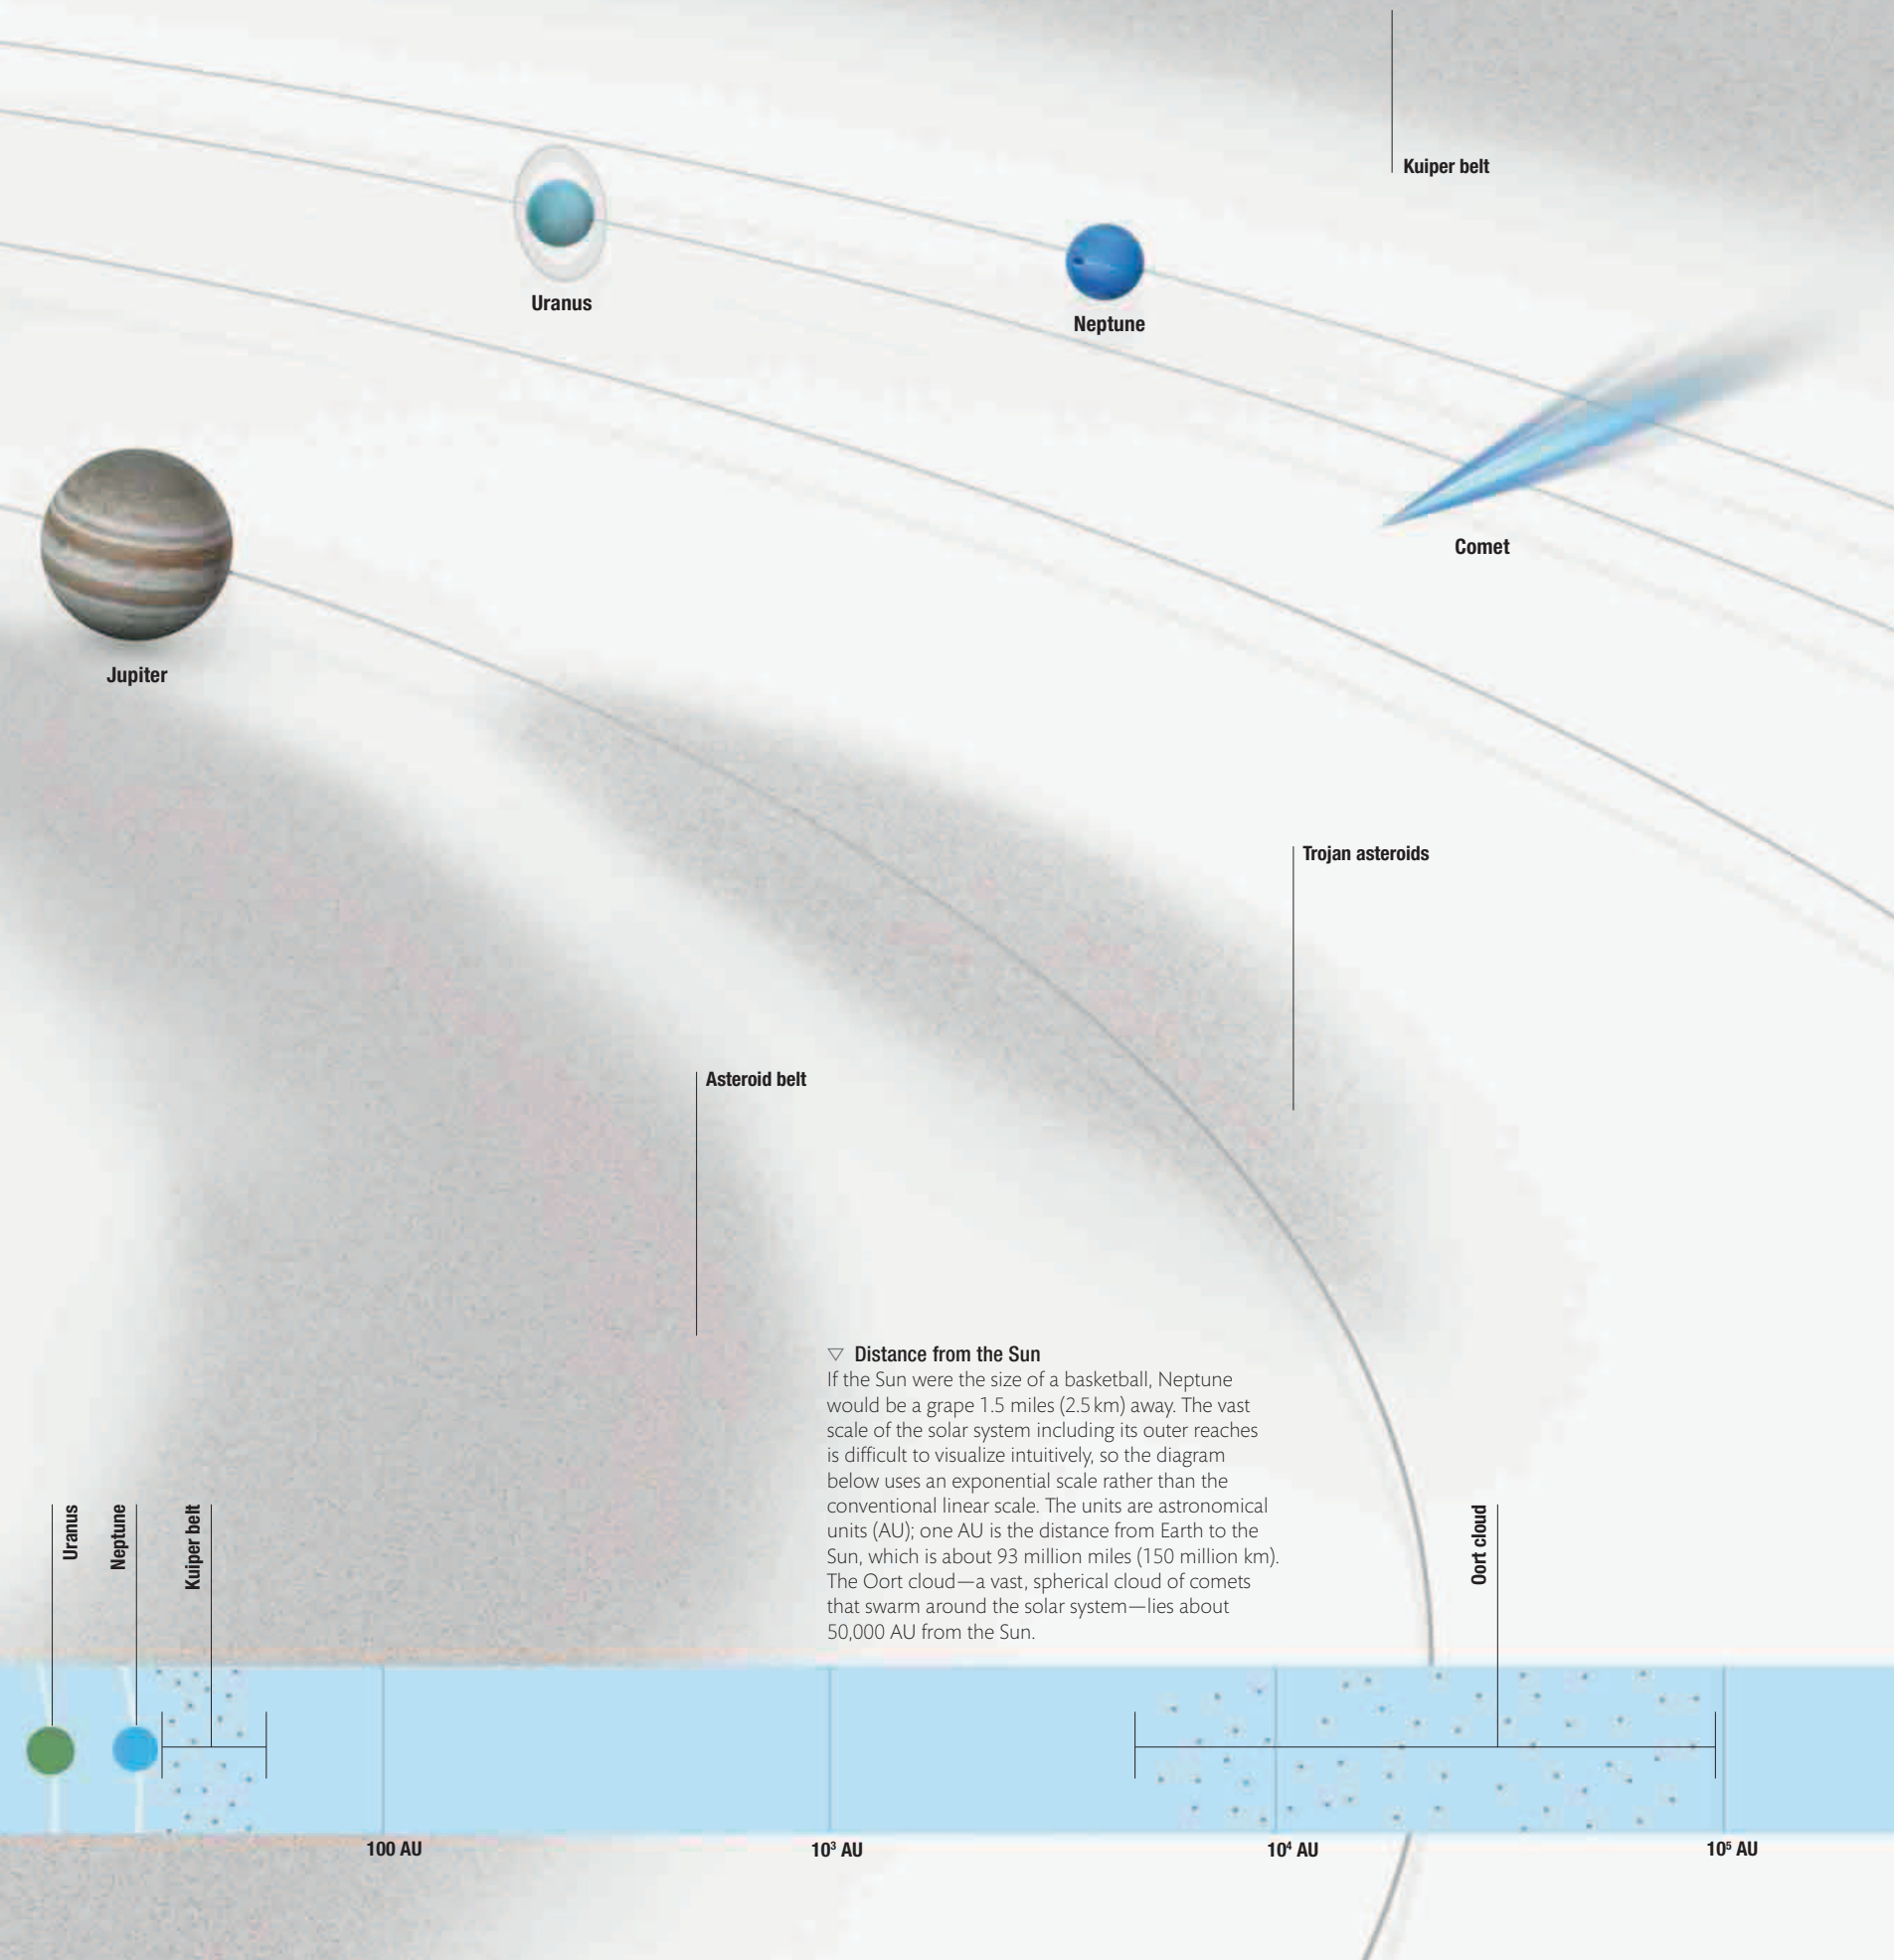 Kuiper belt
Uranus
Neptune
Comet
Jupiter
Trojan asteroids
Asteroid belt
▽ Distance from the Sun
If the Sun were the size of a basketball, Neptune
would be a grape 1.5 miles (2.5 km) away. The vast
scale of the solar system including its outer reaches
is difficult to visualize intuitively, so the diagram
below uses an exponential scale rather than the
conventional linear scale. The units are astronomical
units (AU); one AU is the distance from Earth to the
Sun, which is about 93 million miles (150 million km).
The Oort cloud—a vast, spherical cloud of comets
that swarm around the solar system—lies about
50,000 AU from the Sun.
Uranus
Neptune
Kuiper belt
Oort cloud
100 AU
10³ AU
10⁴ AU
10⁵ AU